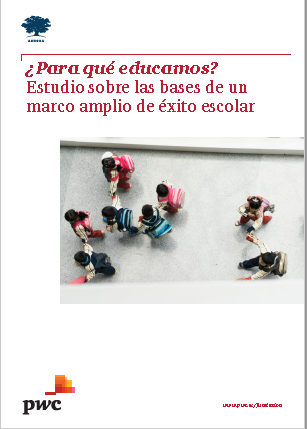 ¿Para qué educamos?
Estudio sobre las bases de un
marco amplio de éxito escolar
pwc